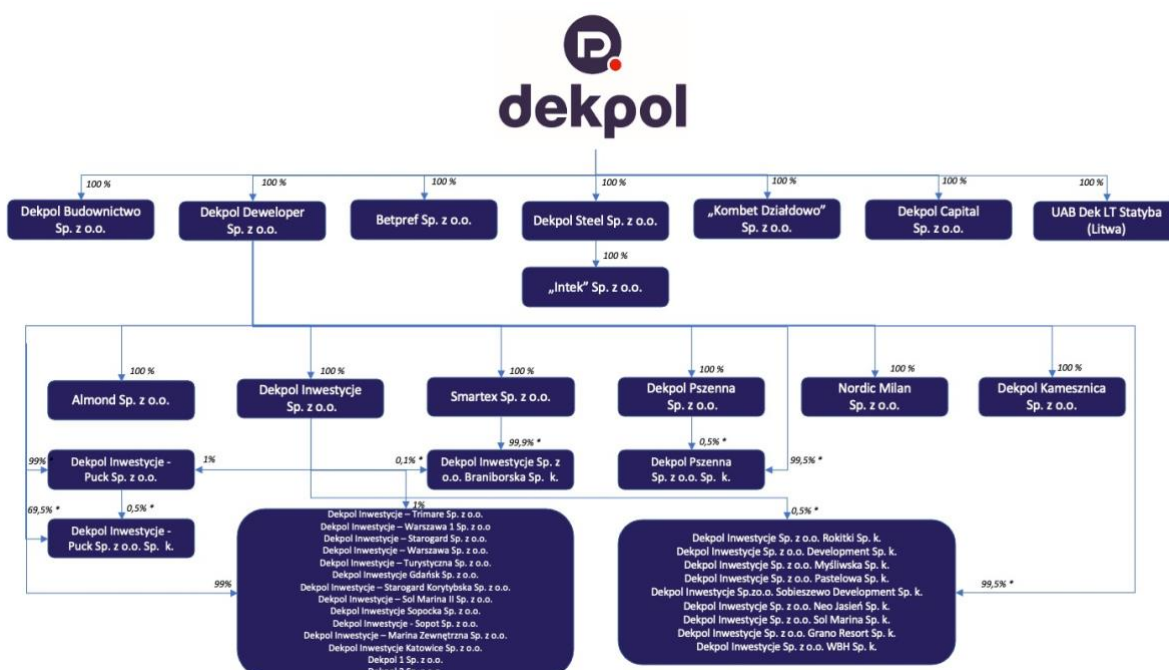 dekpol
100 %
100 %
100 %
100 %
100 %
100 %
100 %
Dekpol Budownictwo
Sp. z o.o.
Dekpol Deweloper
Sp. z o.o.
Betpref Sp. z o.o.
Dekpol Steel Sp. z o.o.
„Kombet Działdowo”
Sp. z o.o.
Dekpol Capital
Sp. z o.o.
UAB Dek LT Statyba
(Litwa)
100 %
„Intek” Sp. z o.o.
100 %
100 %
100 %
100 %
100 %
100 %
Almond Sp. z o.o.
Dekpol Inwestycje
Sp. z o.o.
Smartex Sp. z o.o.
Dekpol Pszenna
Sp. z o.o.
Nordic Milan
Sp. z o.o.
Dekpol Kamesznica
Sp. z o.o.
99,9% *
0,5% *
99% *
1%
0,1% *
99,5% *
Dekpol Inwestycje -
Puck Sp. z o.o.
Dekpol Inwestycje Sp. z
o.o. Braniborska Sp. k.
Dekpol Pszenna
Sp. z o.o. Sp. k.
69,5% *
0,5% *
1%
0,5% *
Dekpol Inwestycje -
Puck Sp. z o.o. Sp. k.
Dekpol Inwestycje – Trimare Sp. z o.o.
Dekpol Inwestycje – Warszawa 1 Sp. z o.o
Dekpol Inwestycje – Starogard Sp. z o.o.
Dekpol Inwestycje – Warszawa Sp. z o.o.
Dekpol Inwestycje – Turystyczna Sp. z o.o.
Dekpol Inwestycje Gdańsk Sp. z o.o.
Dekpol Inwestycje – Starogard Korytybska Sp. z o.o.
Dekpol Inwestycje – Sol Marina II Sp. z o.o.
Dekpol Inwestycje Sopocka Sp. z o.o.
Dekpol Inwestycje - Sopot Sp. z o.o.
Dekpol Inwestycje – Marina Zewnętrzna Sp. z o.o.
Dekpol Inwestycje Katowice Sp. z o.o.
Dekpol 1 Sp. z o.o.
99%
Dekpol Inwestycje Sp. z o.o. Rokitki Sp. k.
Dekpol Inwestycje Sp. z o.o. Development Sp. k.
Dekpol Inwestycje Sp. z o.o. Myśliwska Sp. k.
Dekpol Inwestycje Sp. z o.o. Pastelowa Sp. k.
Dekpol Inwestycje Sp.zo.o. Sobieszewo Development Sp. k.
Dekpol Inwestycje Sp. z o.o. Neo Jasień Sp. k.
Dekpol Inwestycje Sp. z o.o. Sol Marina Sp. k.
Dekpol Inwestycje Sp. z o.o. Grano Resort Sp. k.
Dekpol Inwestycje Sp. z o.o. WBH Sp. k.
99,5% *